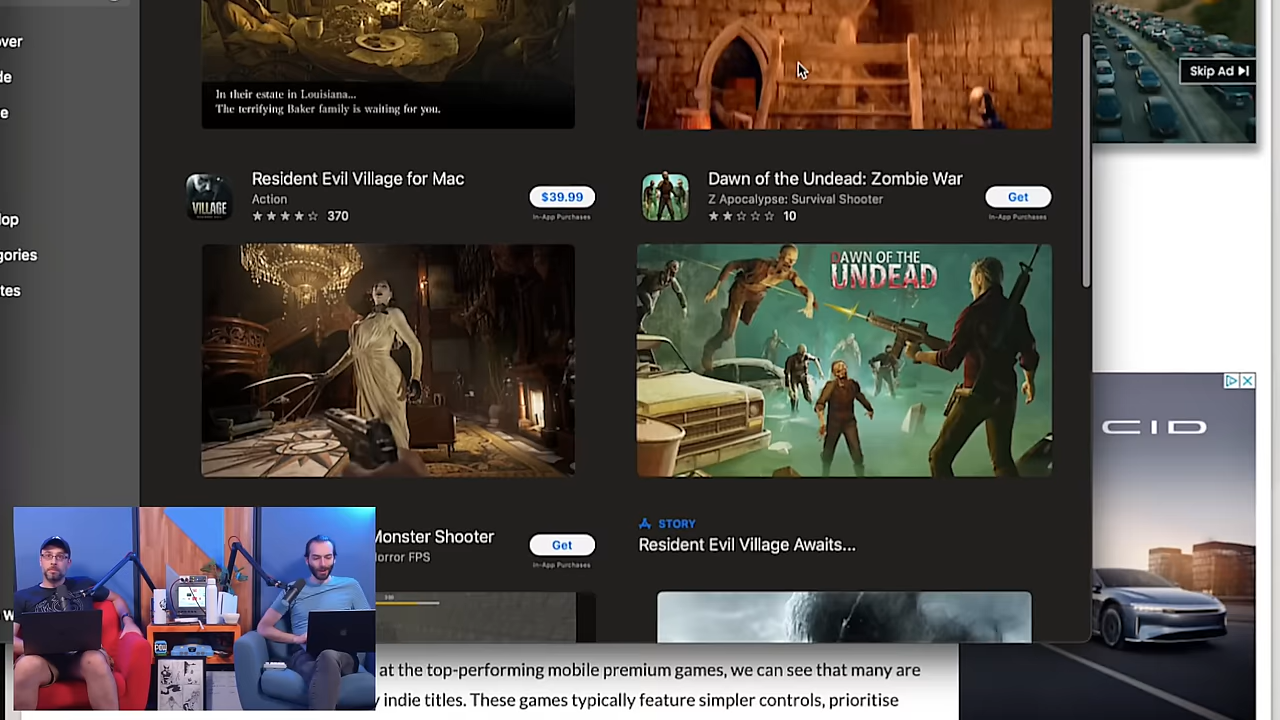 over
de
e
lop
gories
tes
In their estate in Louisiana...
The terrifying Baker family is waiting for you.
Skip Ad
Resident Evil Village for Mac
Action
370
$39.99
In-App Purchases
VILLAGE
Dawn of the Undead: Zombie War
Z Apocalypse: Survival Shooter
10
Get
In-App Purchases
DAWN OF THE
UNDEAD
CID
Monster Shooter
orror FPS
Get
In-App Purchases
STORY
Resident Evil Village Awaits...
W
POW
at the top-performing mobile premium games, we can see that many are
y indie titles. These games typically feature simpler controls, prioritise